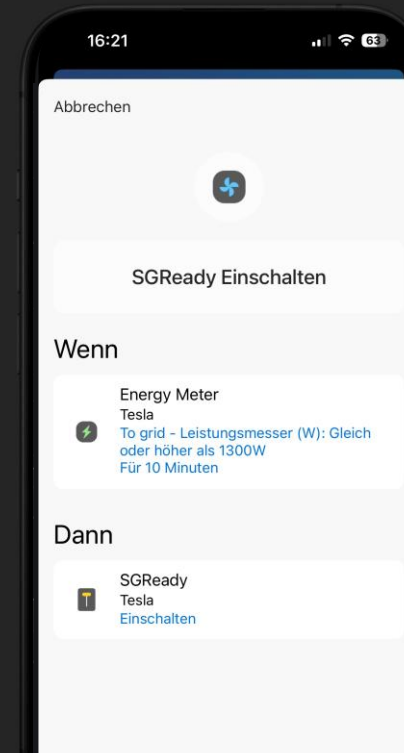 16:21
63
Abbrechen
SGReady Einschalten
Wenn
Energy Meter
Tesla
To grid - Leistungsmesser (W): Gleich
oder höher als 1300W
Für 10 Minuten
Dann
SGReady
Tesla
Einschalten